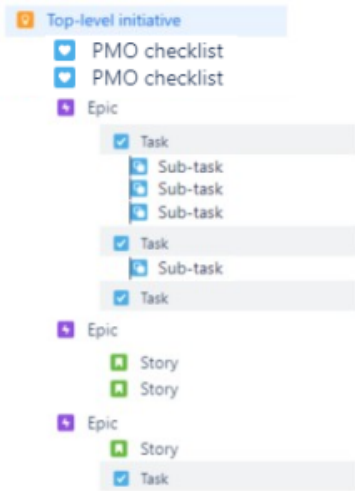 Top-level initiative
PMO checklist
PMO checklist
Epic
Task
Sub-task
Sub-task
Sub-task
Task
Sub-task
Task
Epic
Story
Story
Epic
Story
Task